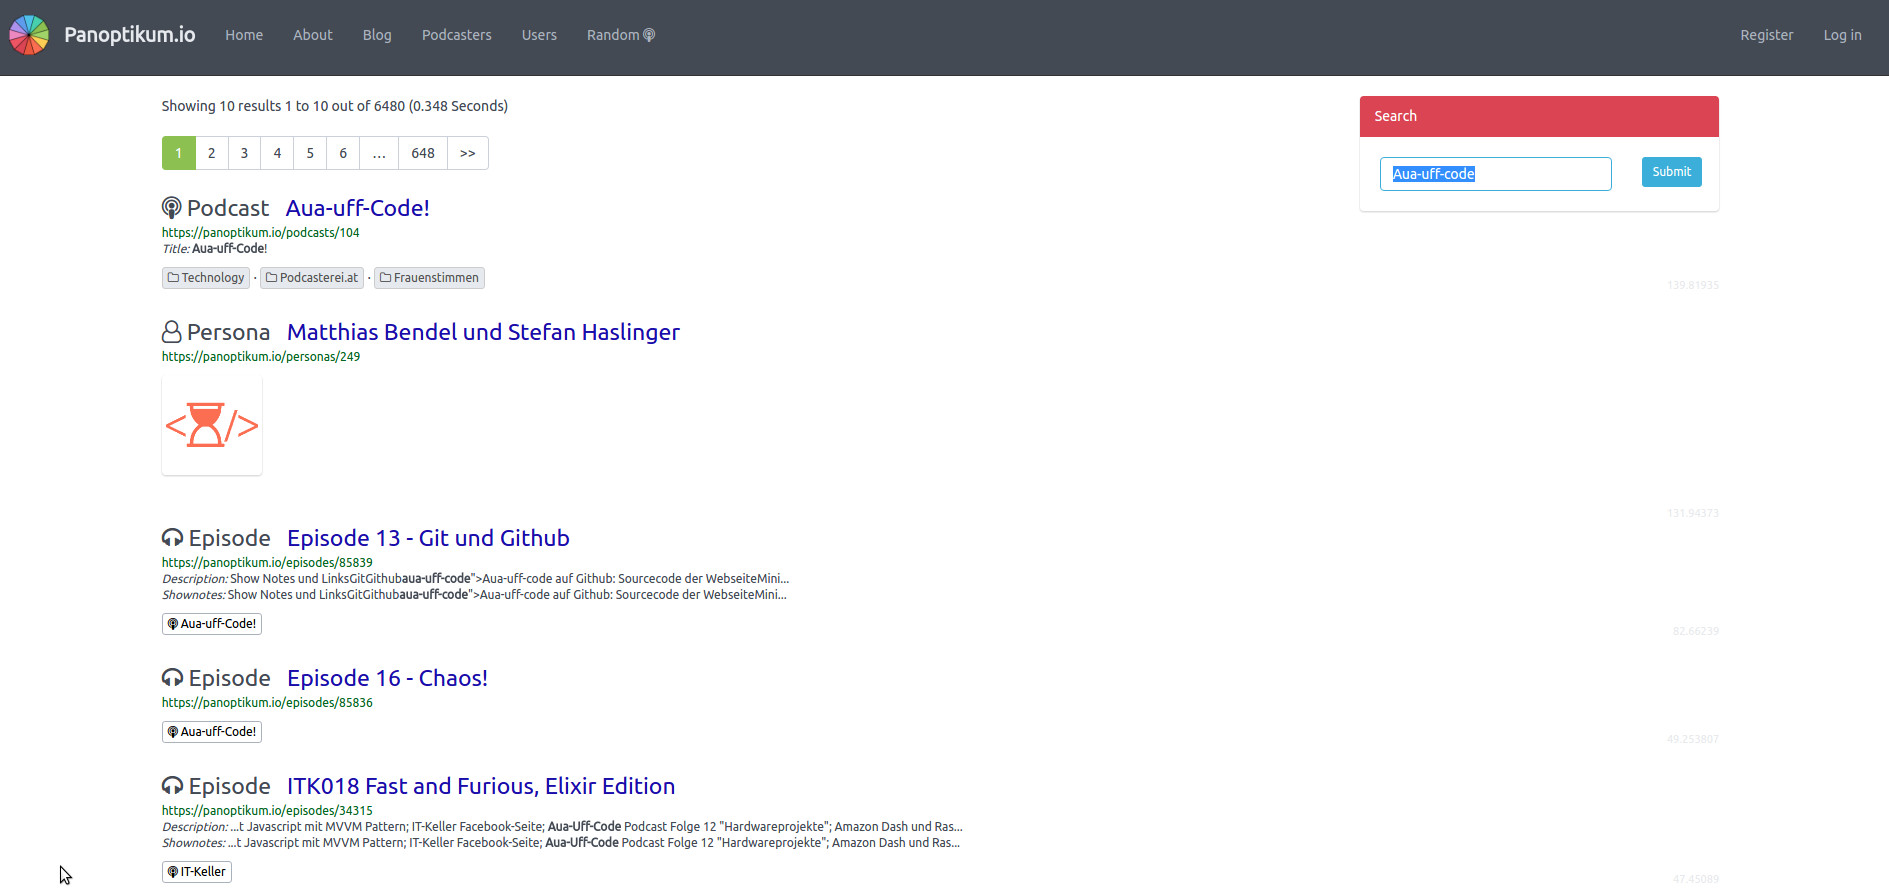 Panoptikum.io Home About Blog Podcasters Users Random Register Log in
Showing 10 results 1 to 10 out of 6480 (0.348 Seconds)
Search
1 2 3 4 5 6 ... 648 >>
Aua-uff-code Submit
Podcast Aua-uff-Code!
https://panoptikum.io/podcasts/104
Title: Aua-uff-Code!
Technology · Podcasterei.at · Frauenstimmen
139.81935
Persona Matthias Bendel und Stefan Haslinger
https://panoptikum.io/personas/249
< />
131.94373
Episode Episode 13 - Git und Github
https://panoptikum.io/episodes/85839
Description: Show Notes und LinksGitGithubaua-uff-code">Aua-uff-code auf Github: Sourcecode der WebseiteMini...
Shownotes: Show Notes und LinksGitGithubaua-uff-code">Aua-uff-code auf Github: Sourcecode der WebseiteMini...
Aua-uff-Code!
82.66239
Episode Episode 16 - Chaos!
https://panoptikum.io/episodes/85836
Aua-uff-Code!
49.253807
Episode ITK018 Fast and Furious, Elixir Edition
https://panoptikum.io/episodes/34315
Description: ...t Javascript mit MVVM Pattern; IT-Keller Facebook-Seite; Aua-Uff-Code Podcast Folge 12 "Hardwareprojekte"; Amazon Dash und Ras...
Shownotes: ...t Javascript mit MVVM Pattern; IT-Keller Facebook-Seite; Aua-Uff-Code Podcast Folge 12 "Hardwareprojekte"; Amazon Dash und Ras...
IT-Keller
47.45089